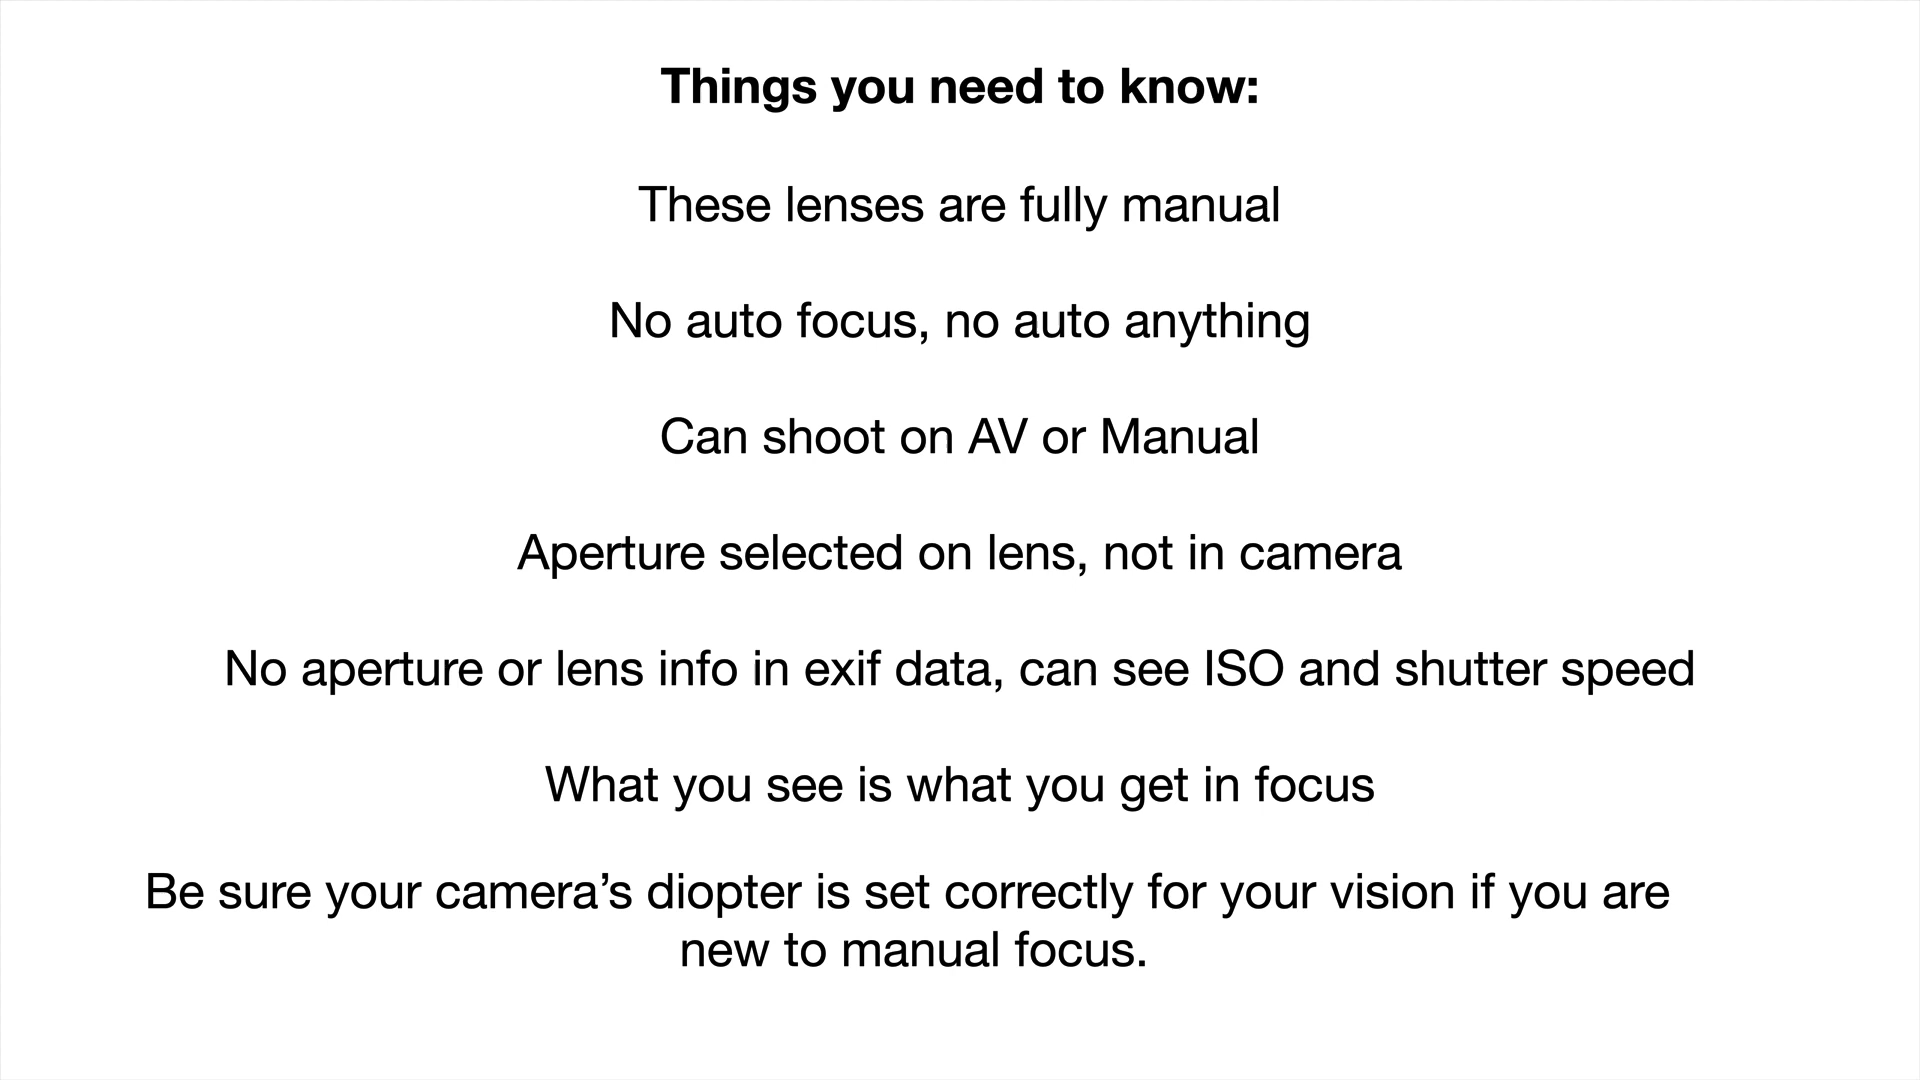 Things you need to know:
These lenses are fully manual
No auto focus, no auto anything
Can shoot on AV or Manual
Aperture selected on lens, not in camera
No aperture or lens info in exif data, can see ISO and shutter speed
What you see is what you get in focus
Be sure your camera’s diopter is set correctly for your vision if you are
new to manual focus.